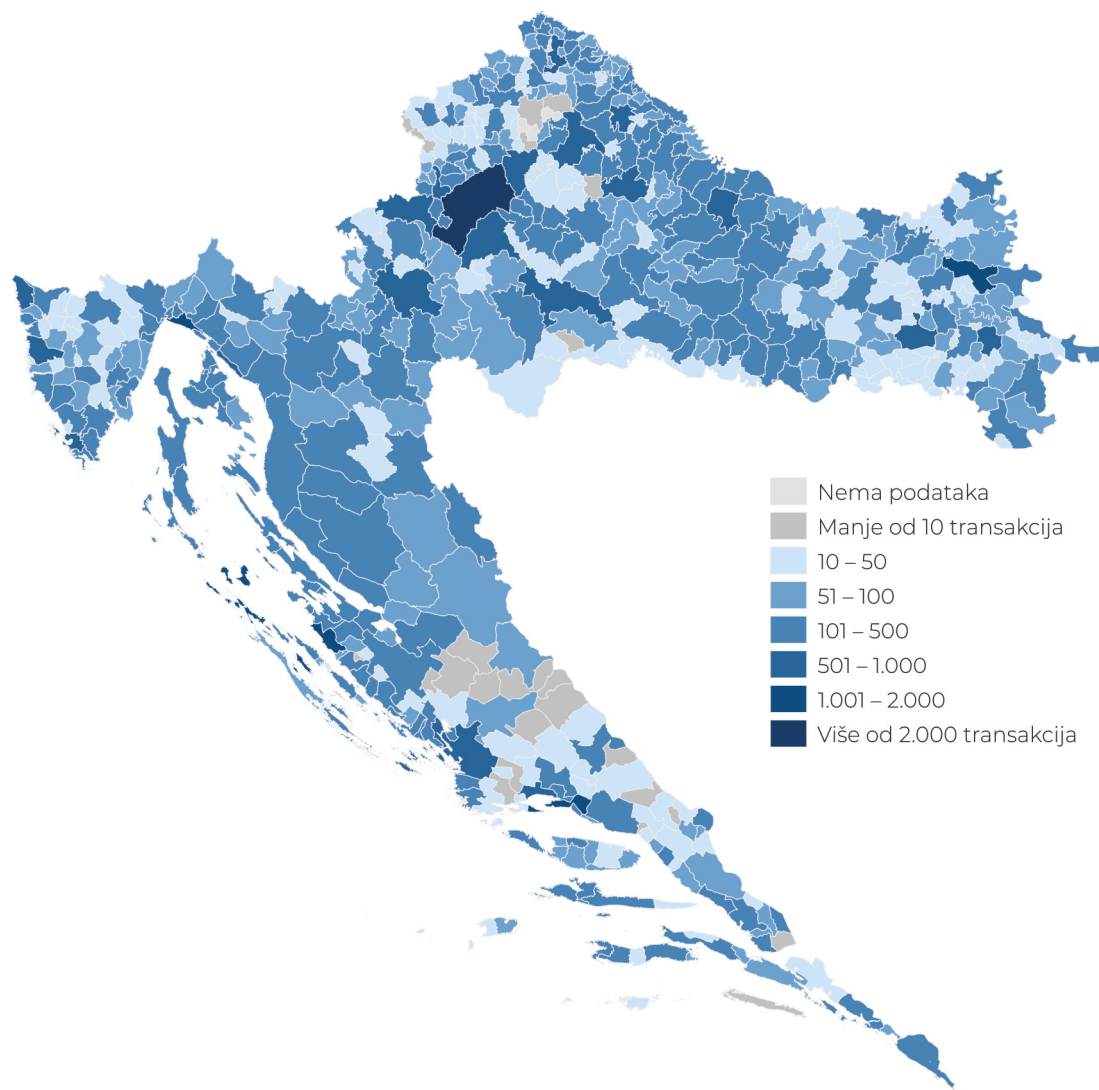 Nema podataka
Manje od 10 transakcija
10 – 50
51 – 100
101 – 500
501 – 1.000
1.001 – 2.000
Više od 2.000 transakcija